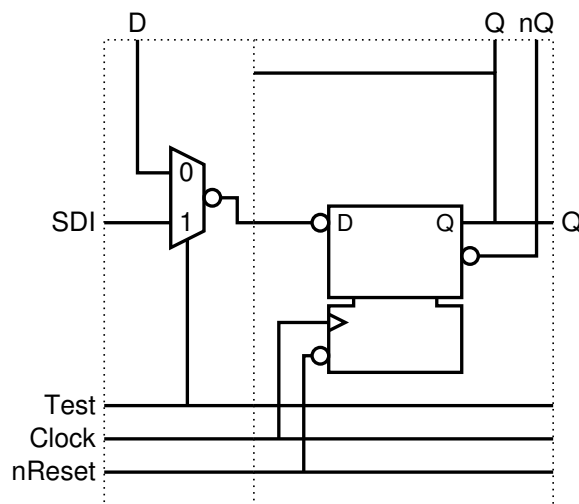 D Q nQ
0
SDI 1 D Q Q
Test
Clock
nReset